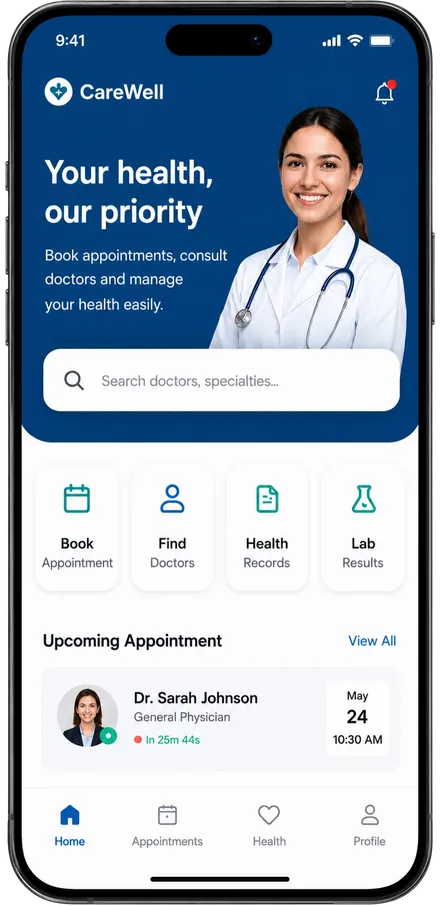 9:41
CareWell
Your health,
our priority
Book appointments, consult
doctors and manage
your health easily.
Search doctors, specialties...
Book
Appointment
Find
Doctors
Health
Records
Lab
Results
Upcoming Appointment
View All
Dr. Sarah Johnson
General Physician
In 25m 44s
May
24
10:30 AM
Home
Appointments
Health
Profile